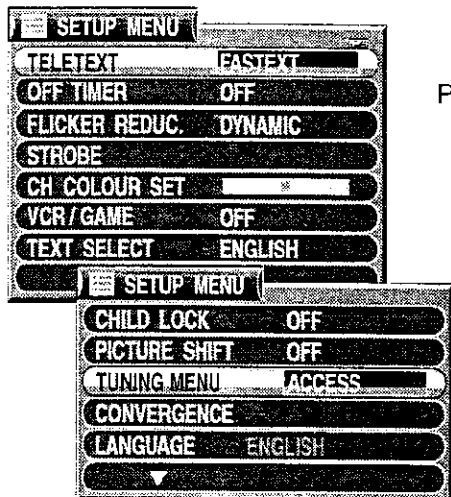 SETUP MENU
TELETEXT FASTEXT
P
OFF TIMER OFF
FLICKER REDUC. DYNAMIC
STROBE
CH COLOUR SET
VCR / GAME OFF
TEXT SELECT ENGLISH
SETUP MENU
CHILD LOCK OFF
PICTURE SHIFT OFF
TUNING MENU ACCESS
CONVERGENCE
LANGUAGE ENGLISH